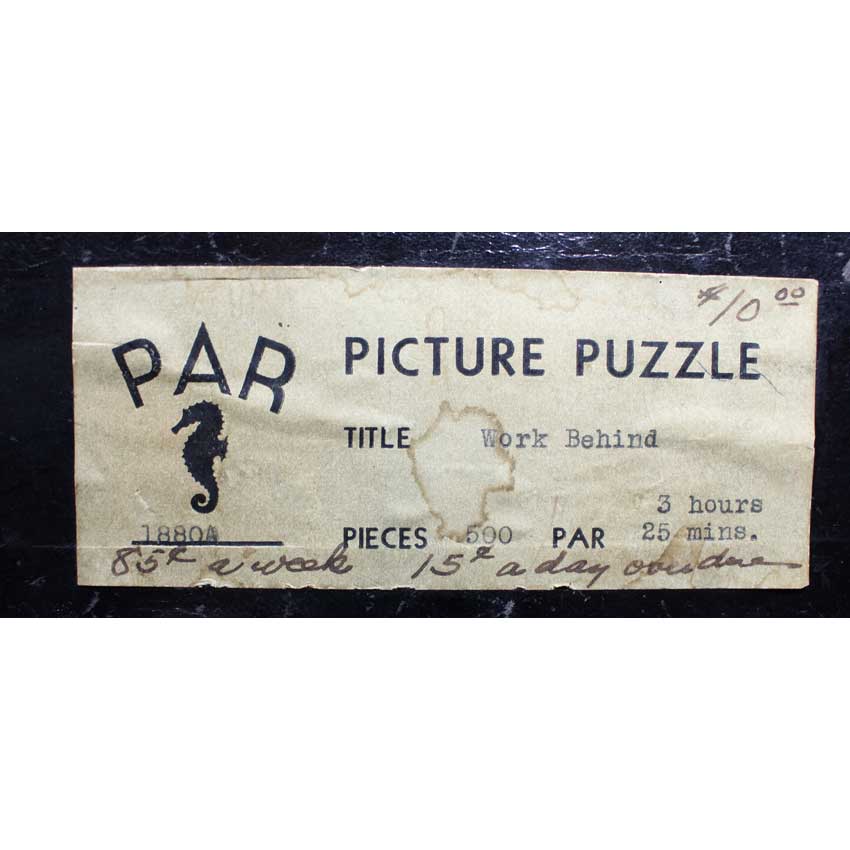 $10.00
PAR PICTURE PUZZLE
TITLE Work Behind
1880A PIECES 500 PAR 3 hours 25 mins.
85¢ a week 15¢ a day overdue